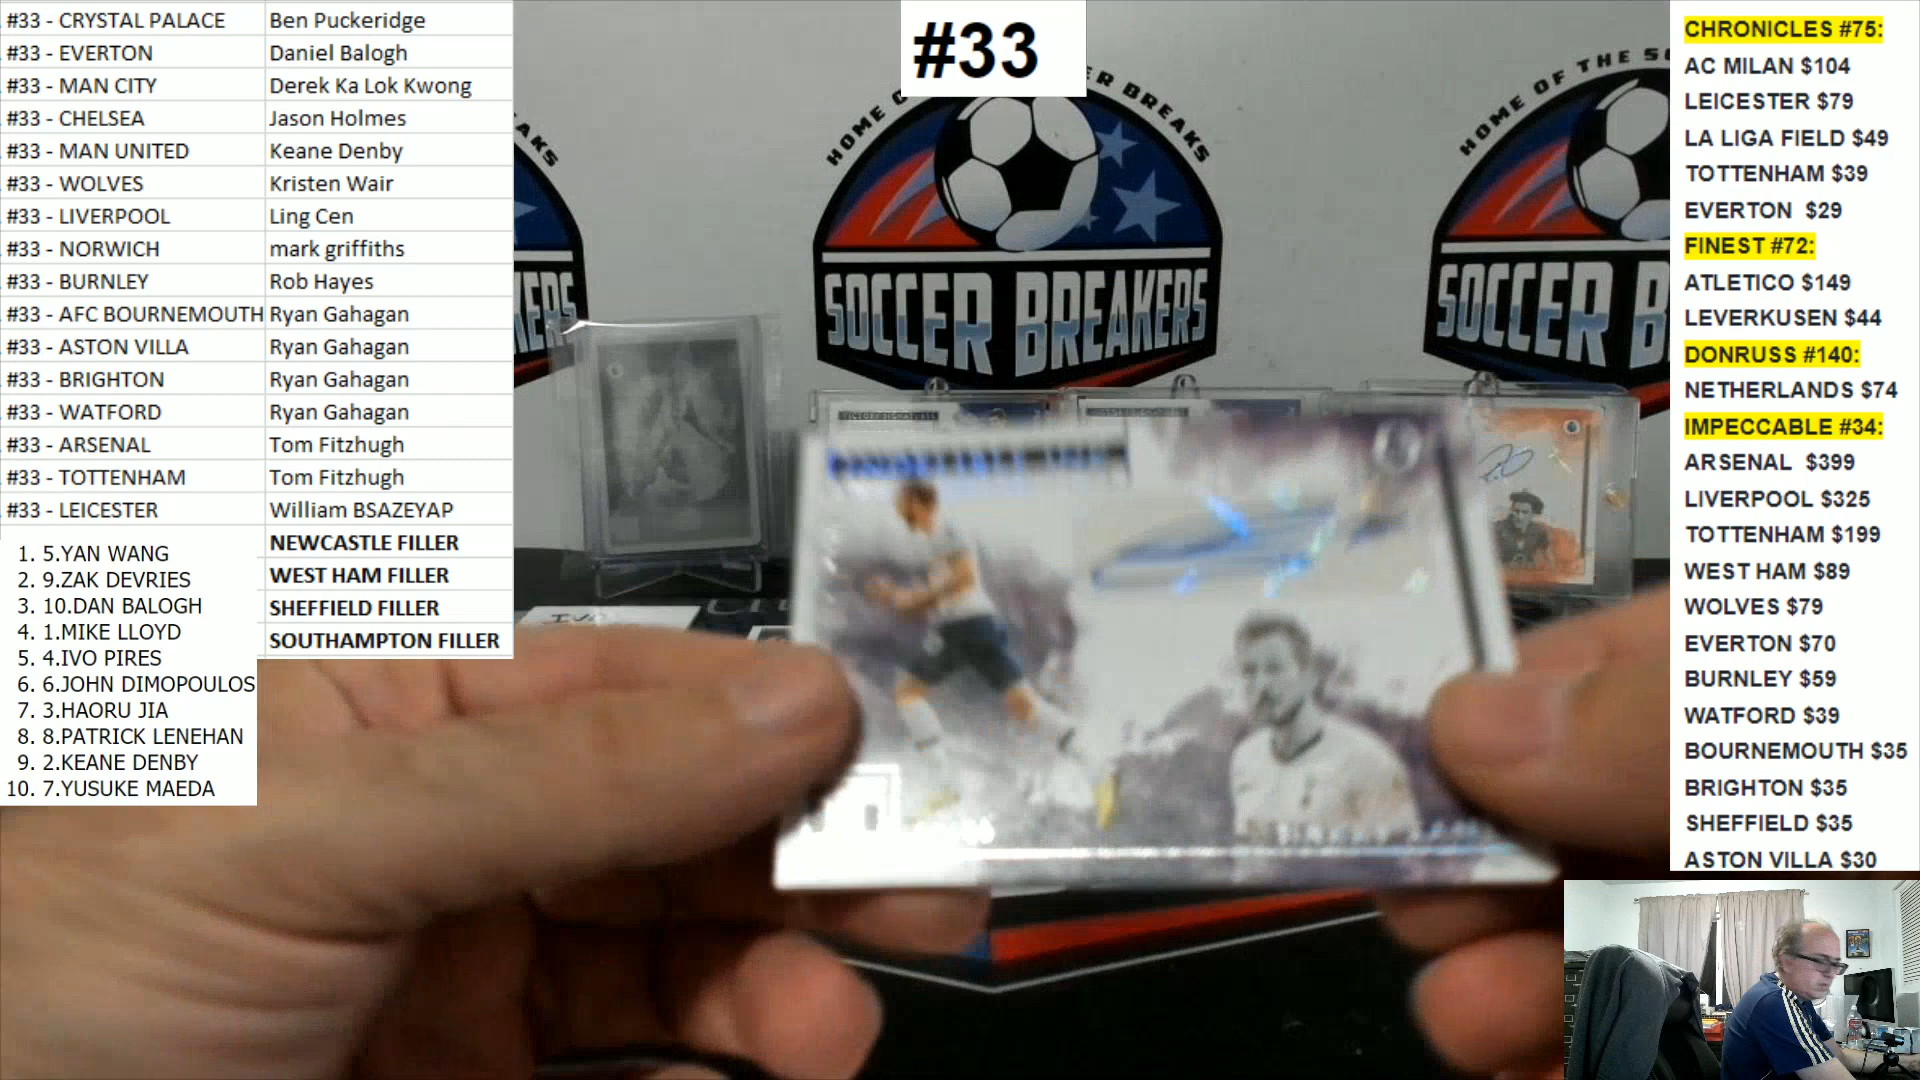 #33 - CRYSTAL PALACE Ben Puckeridge
#33 - EVERTON Daniel Balogh
#33 - MAN CITY Derek Ka Lok Kwong
#33 - CHELSEA Jason Holmes
#33 - MAN UNITED Keane Denby
#33 - WOLVES Kristen Wair
#33 - LIVERPOOL Ling Cen
#33 - NORWICH mark griffiths
#33 - BURNLEY Rob Hayes
#33 - AFC BOURNEMOUTH Ryan Gahagan
#33 - ASTON VILLA Ryan Gahagan
#33 - BRIGHTON Ryan Gahagan
#33 - WATFORD Ryan Gahagan
#33 - ARSENAL Tom Fitzhugh
#33 - TOTTENHAM Tom Fitzhugh
#33 - LEICESTER William BSAZEYAP
NEWCASTLE FILLER
WEST HAM FILLER
SHEFFIELD FILLER
SOUTHAMPTON FILLER
1. 5.YAN WANG
2. 9.ZAK DEVRIES
3. 10.DAN BALOGH
4. 1.MIKE LLOYD
5. 4.IVO PIRES
6. 6.JOHN DIMOPOULOS
7. 3.HAORU JIA
8. 8.PATRICK LENEHAN
9. 2.KEANE DENBY
10. 7.YUSUKE MAEDA
#33
SOCCER BREAKERS
HOME OF THE
SOCCER
CHRONICLES #75:
AC MILAN $104
LEICESTER $79
LA LIGA FIELD $49
TOTTENHAM $39
EVERTON $29
FINEST #72:
ATLETICO $149
LEVERKUSEN $44
DONRUSS #140:
NETHERLANDS $74
IMPECCABLE #34:
ARSENAL $399
LIVERPOOL $325
TOTTENHAM $199
WEST HAM $89
WOLVES $79
EVERTON $70
BURNLEY $59
WATFORD $39
BOURNEMOUTH $35
BRIGHTON $35
SHEFFIELD $35
ASTON VILLA $30